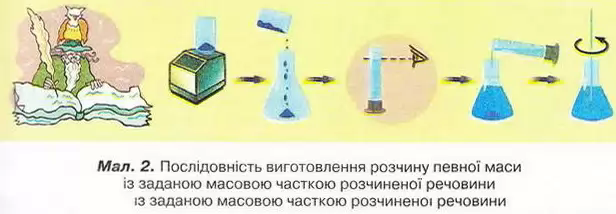 Мал. 2. Послідовність виготовлення розчину певної маси
із заданою масовою часткою розчиненої речовини
із заданою масовою часткою розчиненої речовини